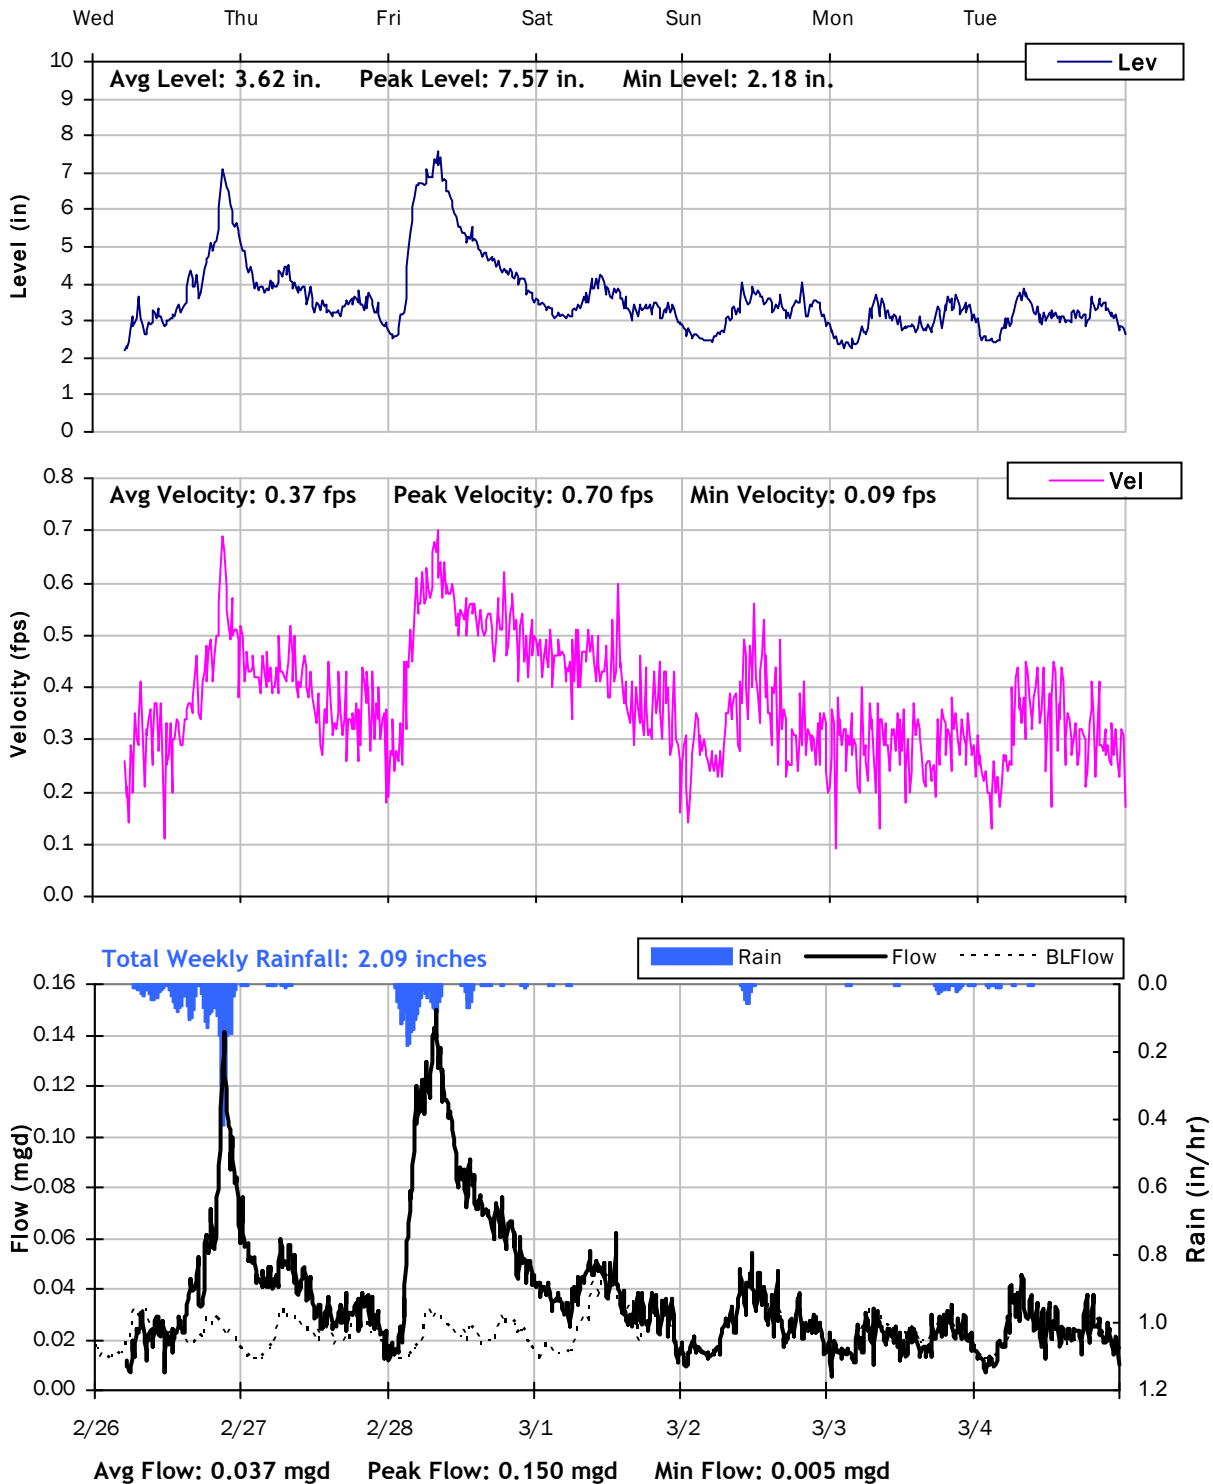 Wed Thu Fri Sat Sun Mon Tue
Lev
Avg Level: 3.62 in. Peak Level: 7.57 in. Min Level: 2.18 in.
10
9
8
7
6
5
4
3
2
1
0
Level (in)
Vel
Avg Velocity: 0.37 fps Peak Velocity: 0.70 fps Min Velocity: 0.09 fps
0.8
0.7
0.6
0.5
0.4
0.3
0.2
0.1
0.0
Velocity (fps)
Total Weekly Rainfall: 2.09 inches
Rain Flow BLFlow
0.16
0.14
0.12
0.10
0.08
0.06
0.04
0.02
0.00
Flow (mgd)
0.0
0.2
0.4
0.6
0.8
1.0
1.2
Rain (in/hr)
2/26 2/27 2/28 3/1 3/2 3/3 3/4
Avg Flow: 0.037 mgd Peak Flow: 0.150 mgd Min Flow: 0.005 mgd